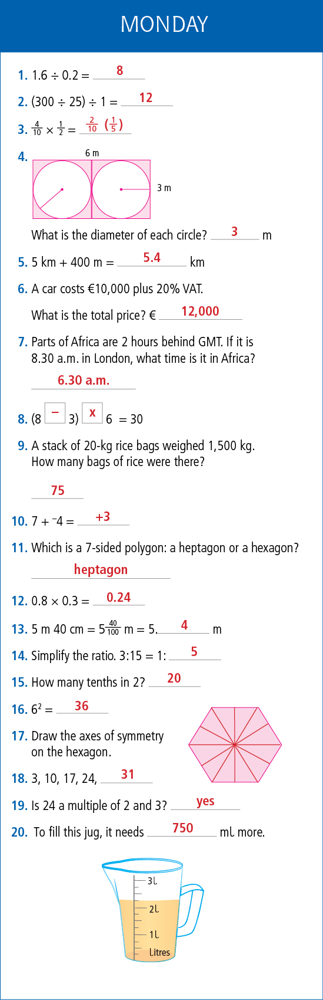 MONDAY
1. 1.6 ÷ 0.2 = 8
2. (300 ÷ 25) ÷ 1 = 12
3. 4/10 × 1/2 = 2/10 (1/5)
4.
6 m
3 m
What is the diameter of each circle? 3 m
5. 5 km + 400 m = 5.4 km
6. A car costs €10,000 plus 20% VAT.
What is the total price? € 12,000
7. Parts of Africa are 2 hours behind GMT. If it is
8.30 a.m. in London, what time is it in Africa?
6.30 a.m.
8. (8 – 3) x 6 = 30
9. A stack of 20-kg rice bags weighed 1,500 kg.
How many bags of rice were there?
75
10. 7 + ⁻4 = +3
11. Which is a 7-sided polygon: a heptagon or a hexagon?
heptagon
12. 0.8 × 0.3 = 0.24
13. 5 m 40 cm = 5 40/100 m = 5.4 m
14. Simplify the ratio. 3:15 = 1: 5
15. How many tenths in 2? 20
16. 6² = 36
17. Draw the axes of symmetry
on the hexagon.
18. 3, 10, 17, 24, 31
19. Is 24 a multiple of 2 and 3? yes
20. To fill this jug, it needs 750 ml more.
3l
2l
1l
litres